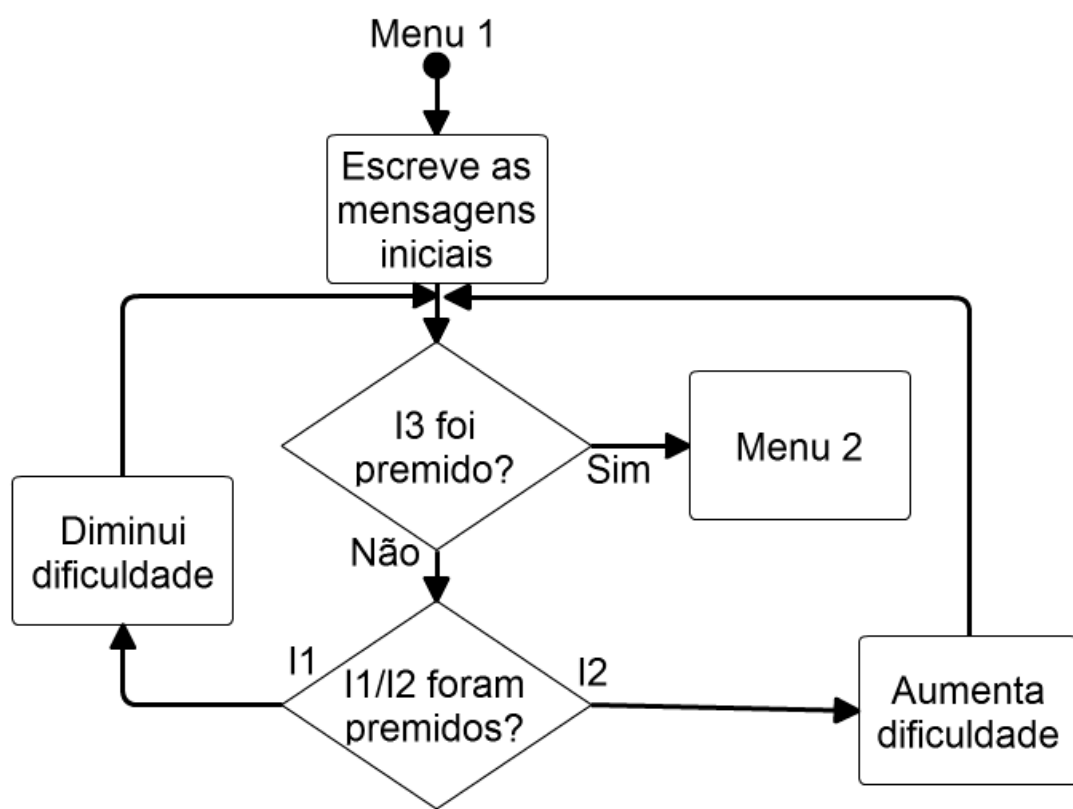 Menu 1
Escreve as
mensagens
iniciais
I3 foi
premido?
Sim
Menu 2
Não
Diminui
dificuldade
I1
I1/I2 foram
premidos?
I2
Aumenta
dificuldade